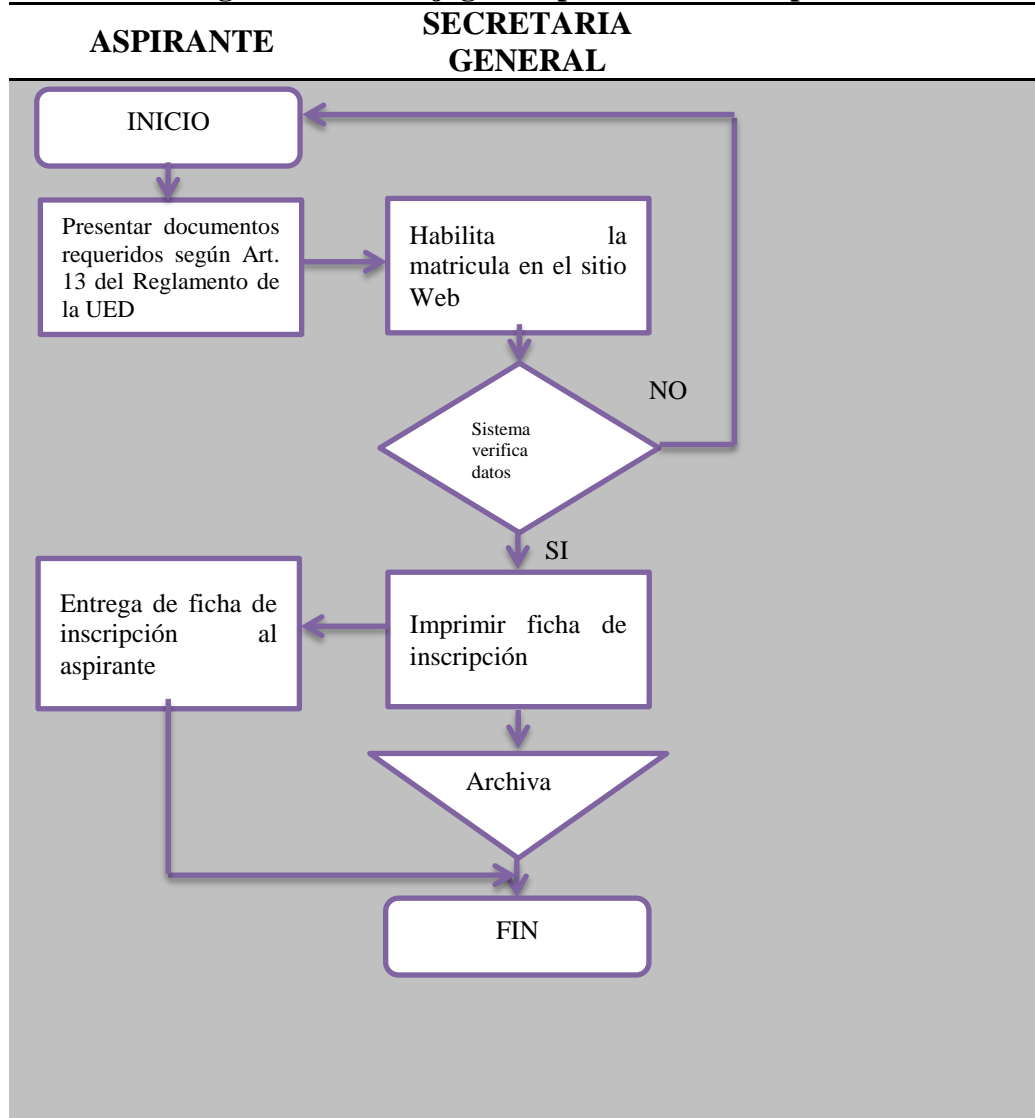 ASPIRANTE
SECRETARIA
GENERAL
INICIO
Presentar documentos
requeridos según Art.
13 del Reglamento de
la UED
Habilita la
matricula en el sitio
Web
NO
Sistema
verifica
datos
SI
Entrega de ficha de
inscripción al
aspirante
Imprimir ficha de
inscripción
Archiva
FIN